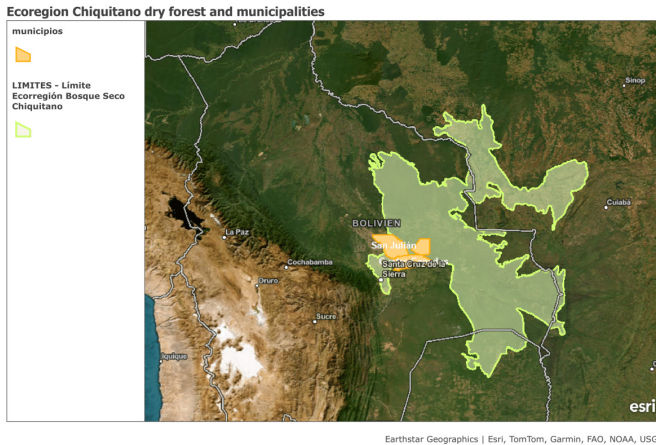 Ecoregion Chiquitano dry forest and municipalities
municipios
LIMITES - Limite
Ecorregión Bosque Seco
Chiquitano
Sinop
Cuiabá
BOLIVIEN
La Paz
San Julián
Cochabamba
Santa Cruz de la
Sierra
Oruro
Sucre
Iquique
esri
Earthstar Geographics | Esri, TomTom, Garmin, FAO, NOAA, USG